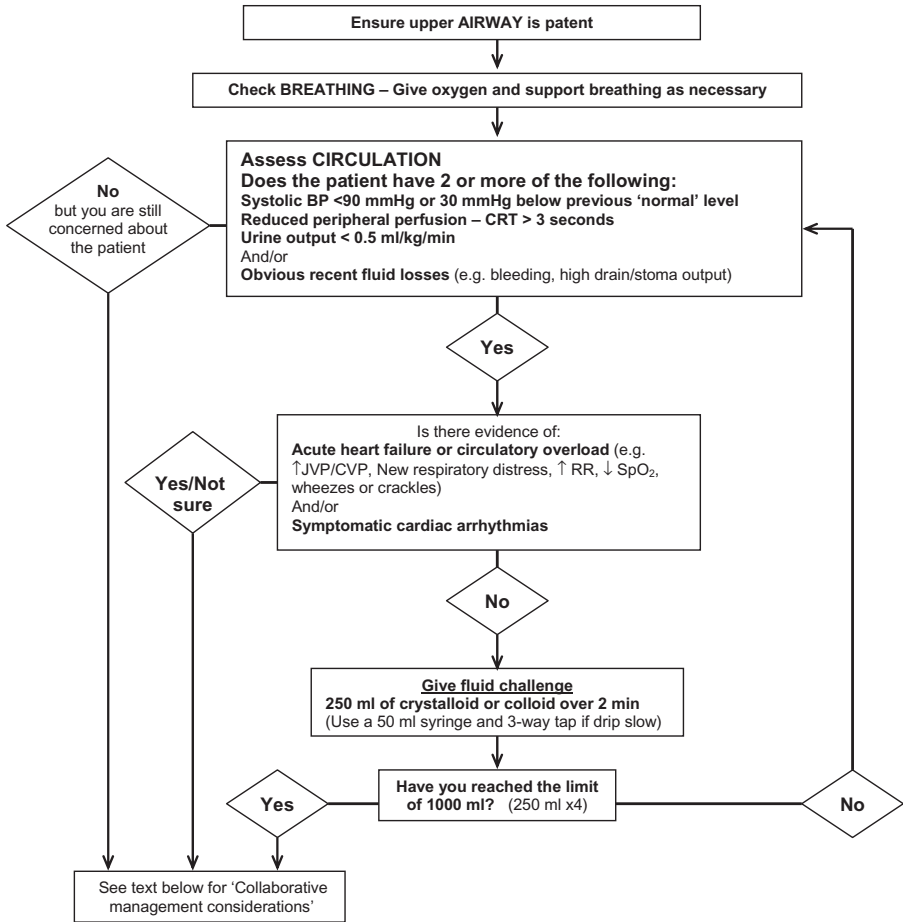 Ensure upper AIRWAY is patent
Check BREATHING – Give oxygen and support breathing as necessary
Assess CIRCULATION
Does the patient have 2 or more of the following:
Systolic BP <90 mmHg or 30 mmHg below previous ‘normal’ level
Reduced peripheral perfusion – CRT > 3 seconds
Urine output < 0.5 ml/kg/min
And/or
Obvious recent fluid losses (e.g. bleeding, high drain/stoma output)
No
but you are still
concerned about
the patient
Yes
Is there evidence of:
Acute heart failure or circulatory overload (e.g.
↑JVP/CVP, New respiratory distress, ↑ RR, ↓ SpO₂,
wheezes or crackles)
And/or
Symptomatic cardiac arrhythmias
Yes/Not
sure
No
Give fluid challenge
250 ml of crystalloid or colloid over 2 min
(Use a 50 ml syringe and 3-way tap if drip slow)
Have you reached the limit
of 1000 ml? (250 ml x4)
Yes
No
See text below for ‘Collaborative
management considerations’